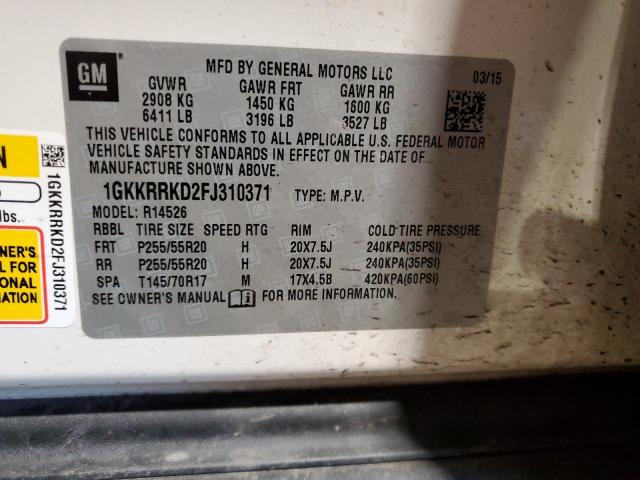 GM
MFD BY GENERAL MOTORS LLC
03/15
GVWR GAWR FRT GAWR RR
2908 KG 1450 KG 1600 KG
6411 LB 3196 LB 3527 LB
THIS VEHICLE CONFORMS TO ALL APPLICABLE U.S. FEDERAL MOTOR
VEHICLE SAFETY STANDARDS IN EFFECT ON THE DATE OF
MANUFACTURE SHOWN ABOVE.
1GKKRRKD2FJ310371 TYPE: M.P.V.
MODEL: R14526
RBBL TIRE SIZE SPEED RTG RIM COLD TIRE PRESSURE
FRT P255/55R20 H 20X7.5J 240KPA(35PSI)
RR P255/55R20 H 20X7.5J 240KPA(35PSI)
SPA T145/70R17 M 17X4.5B 420KPA(60PSI)
SEE OWNER'S MANUAL FOR MORE INFORMATION.
1GKKRRKD2FJ310371
lbs.
FOR